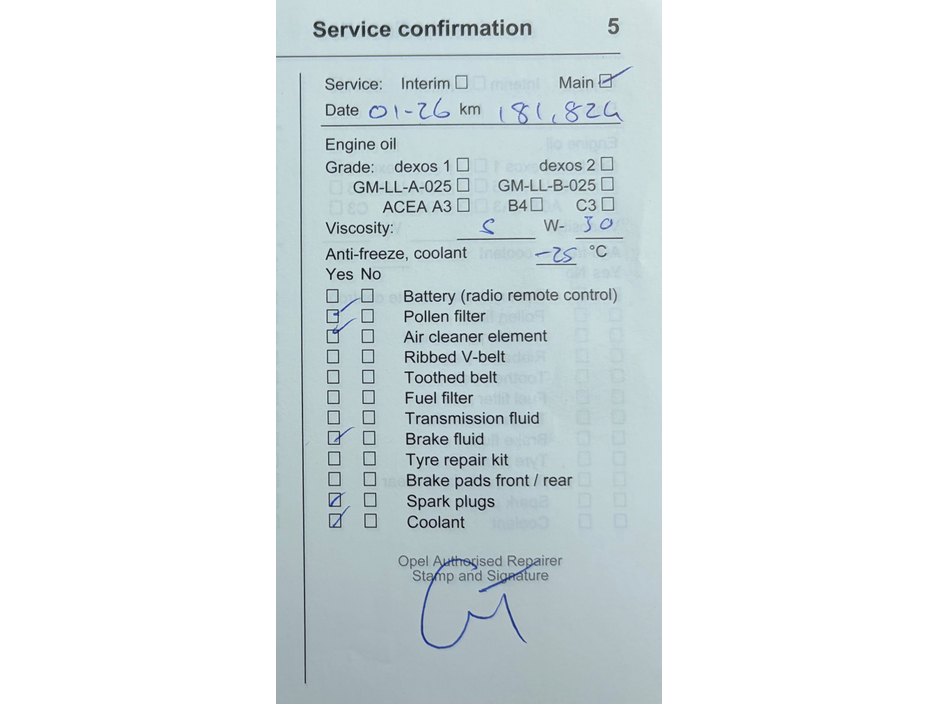 Service confirmation 5
Service: Interim ☐ Main ☑
Date 01-26 km 181,824
Engine oil
Grade: dexos 1 ☐ dexos 2 ☐
GM-LL-A-025 ☐ GM-LL-B-025 ☐
ACEA A3 ☐ B4 ☐ C3 ☐
Viscosity: 5 W- 30
Anti-freeze, coolant -25 °C
Yes No
☐ ☐ Battery (radio remote control)
☑ ☐ Pollen filter
☑ ☐ Air cleaner element
☐ ☐ Ribbed V-belt
☐ ☐ Toothed belt
☐ ☐ Fuel filter
☐ ☐ Transmission fluid
☑ ☐ Brake fluid
☐ ☐ Tyre repair kit
☐ ☐ Brake pads front / rear
☑ ☐ Spark plugs
☑ ☐ Coolant
Opel Authorised Repairer
Stamp and Signature